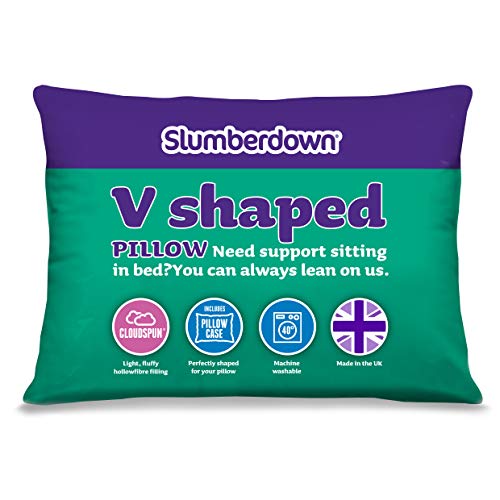 Slumberdown®
V shaped
PILLOW Need support sitting
in bed?You can always lean on us.
CLOUDSPUN®
Light, fluffy
hollowfibre filling
INCLUDES
PILLOW
CASE
Perfectly shaped
for your pillow
40°
Machine
washable
Made in the UK